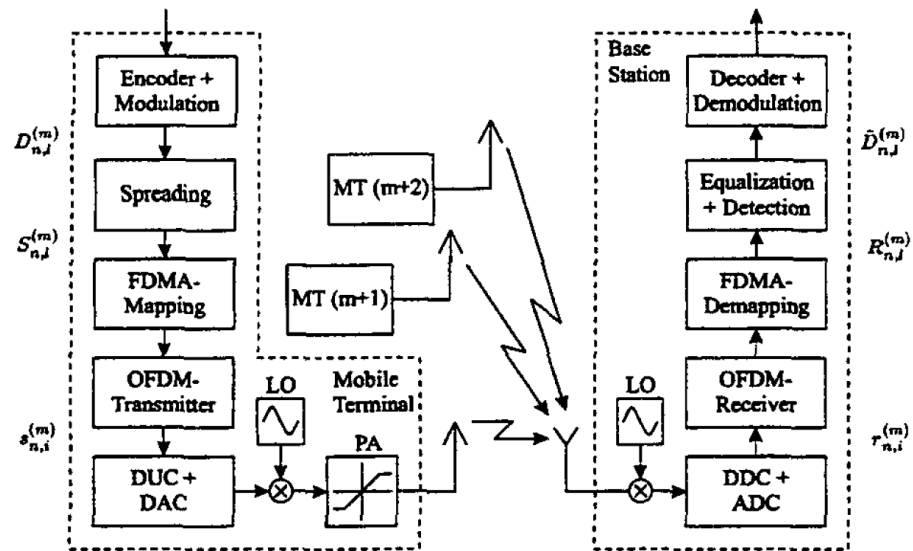 Encoder +
Modulation
$D_{n,l}^{(m)}$
Spreading
$S_{n,l}^{(m)}$
FDMA-
Mapping
OFDM-
Transmitter
$s_{n,i}^{(m)}$
DUC +
DAC
LO
Mobile
Terminal
PA
MT (m+2)
MT (m+1)
Base
Station
Decoder +
Demodulation
$\hat{D}_{n,l}^{(m)}$
Equalization
+ Detection
$R_{n,l}^{(m)}$
FDMA-
Demapping
OFDM-
Receiver
$r_{n,i}^{(m)}$
LO
DDC +
ADC